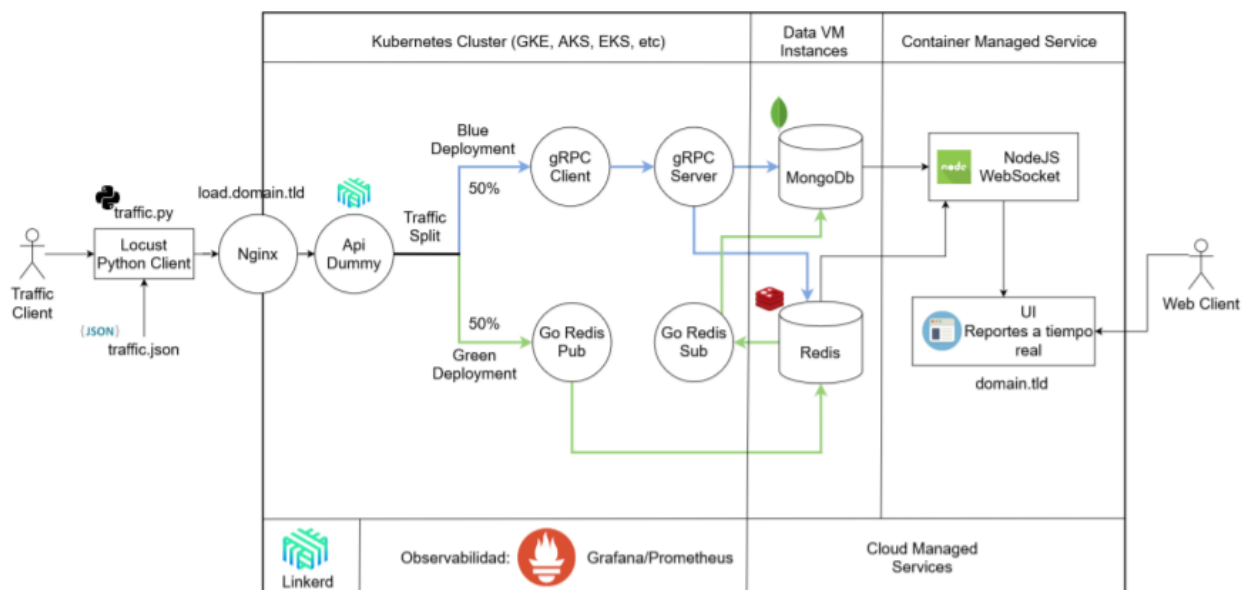 Kubernetes Cluster (GKE, AKS, EKS, etc)
Data VM
Instances
Container Managed Service
Blue
Deployment
50%
gRPC
Client
gRPC
Server
MongoDb
node
NodeJS
WebSocket
load.domain.tld
traffic.py
Locust
Python Client
Nginx
Api
Dummy
Traffic
Split
Traffic
Client
{JSON}
traffic.json
50%
Green
Deployment
Go Redis
Pub
Go Redis
Sub
Redis
UI
Reportes a tiempo
real
domain.tld
Web Client
Linkerd
Observabilidad:
Grafana/Prometheus
Cloud Managed
Services